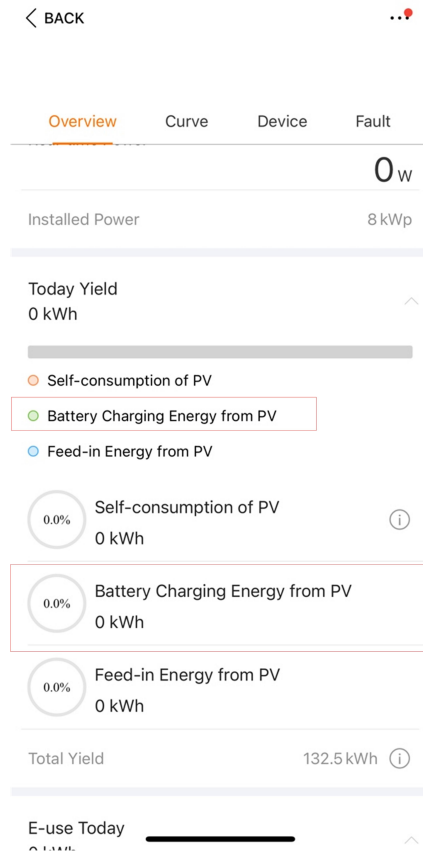 BACK
Overview Curve Device Fault
0 W
Installed Power 8 kWp
Today Yield
0 kWh
Self-consumption of PV
Battery Charging Energy from PV
Feed-in Energy from PV
0.0% Self-consumption of PV
0 kWh
0.0% Battery Charging Energy from PV
0 kWh
0.0% Feed-in Energy from PV
0 kWh
Total Yield 132.5 kWh
E-use Today